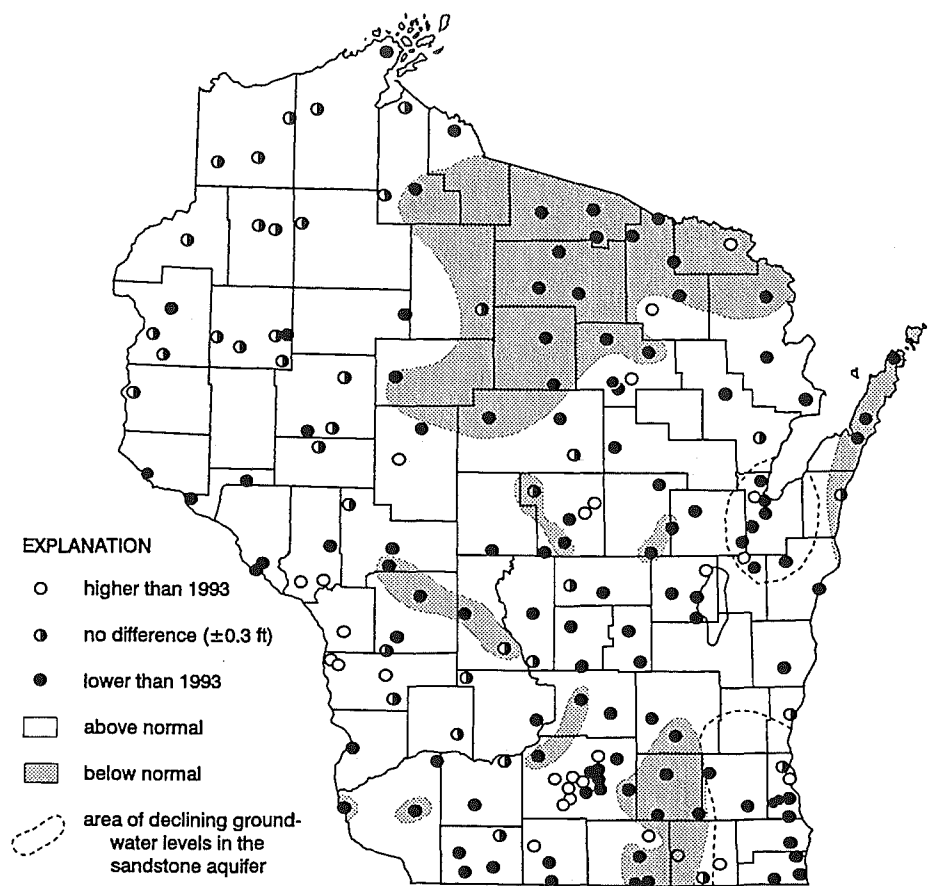 EXPLANATION
higher than 1993
no difference (±0.3 ft)
lower than 1993
above normal
below normal
area of declining ground-
water levels in the
sandstone aquifer